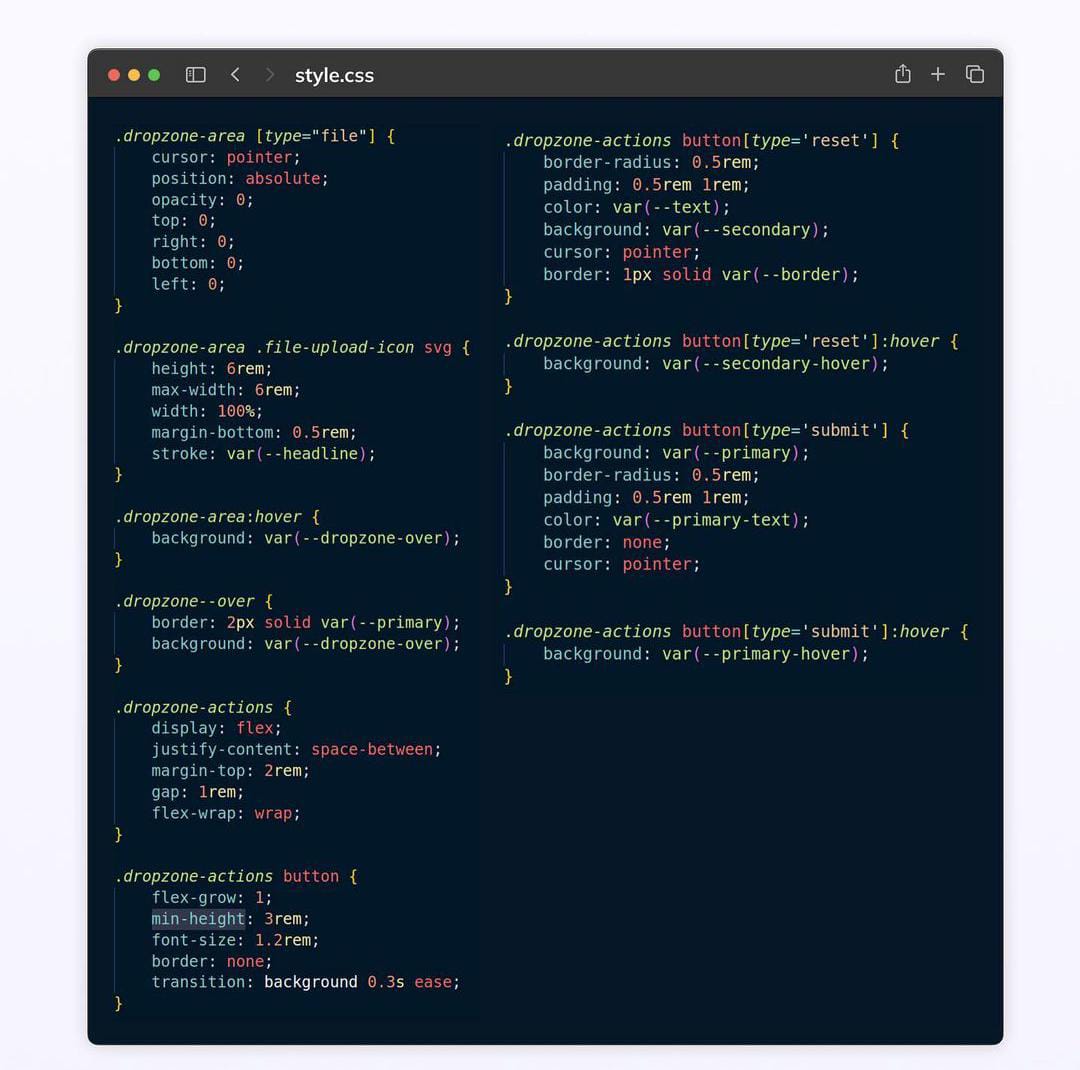 style.css
.dropzone-area [type="file"] {
    cursor: pointer;
    position: absolute;
    opacity: 0;
    top: 0;
    right: 0;
    bottom: 0;
    left: 0;
}

.dropzone-area .file-upload-icon svg {
    height: 6rem;
    max-width: 6rem;
    width: 100%;
    margin-bottom: 0.5rem;
    stroke: var(--headline);
}

.dropzone-area:hover {
    background: var(--dropzone-over);
}

.dropzone--over {
    border: 2px solid var(--primary);
    background: var(--dropzone-over);
}

.dropzone-actions {
    display: flex;
    justify-content: space-between;
    margin-top: 2rem;
    gap: 1rem;
    flex-wrap: wrap;
}

.dropzone-actions button {
    flex-grow: 1;
    min-height: 3rem;
    font-size: 1.2rem;
    border: none;
    transition: background 0.3s ease;
}

.dropzone-actions button[type='reset'] {
    border-radius: 0.5rem;
    padding: 0.5rem 1rem;
    color: var(--text);
    background: var(--secondary);
    cursor: pointer;
    border: 1px solid var(--border);
}

.dropzone-actions button[type='reset']:hover {
    background: var(--secondary-hover);
}

.dropzone-actions button[type='submit'] {
    background: var(--primary);
    border-radius: 0.5rem;
    padding: 0.5rem 1rem;
    color: var(--primary-text);
    border: none;
    cursor: pointer;
}

.dropzone-actions button[type='submit']:hover {
    background: var(--primary-hover);
}